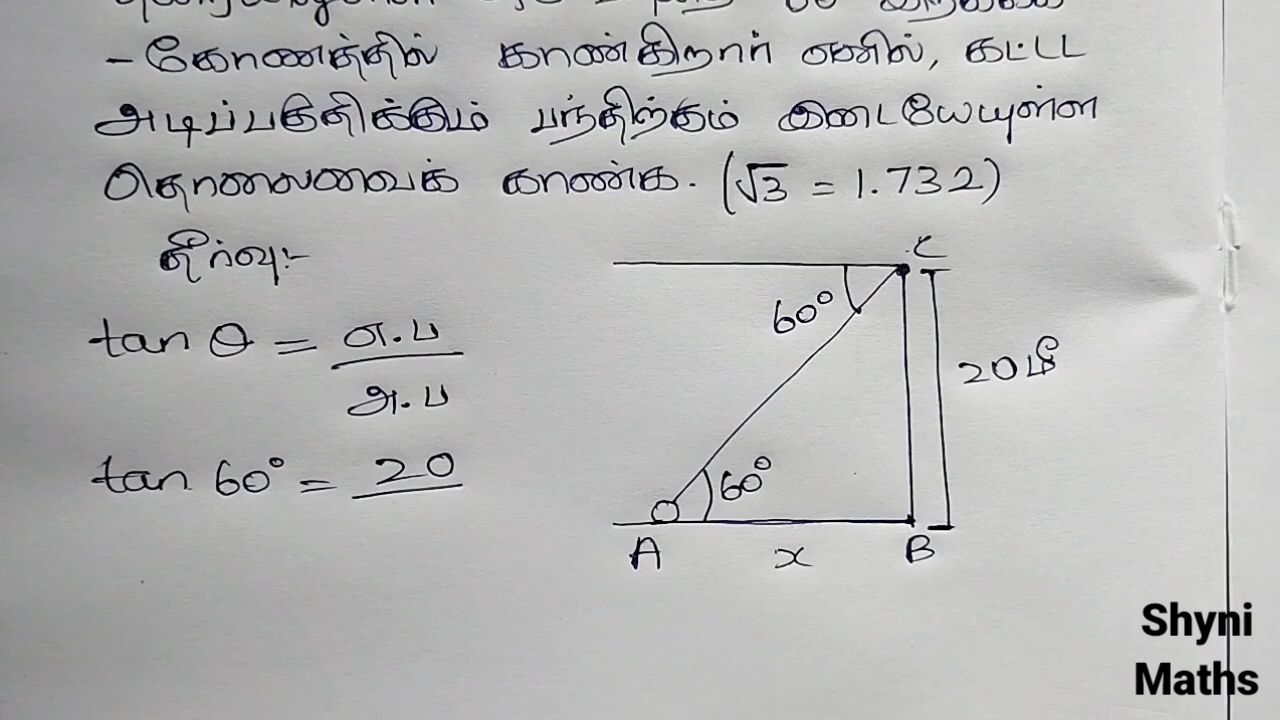 - கோணத்தில் காண்கிறார் எனில், கட்டட
அடிப்பகுதிக்கும் பந்திற்கும் இடையேயுள்ள
தொலைவைக் காண்க. (√3 = 1.732)
தீர்வு:-
C
60°
tan θ = எ.ப / அ.ப
20மீ
tan 60° = 20
60°
A x B
Shyni
Maths